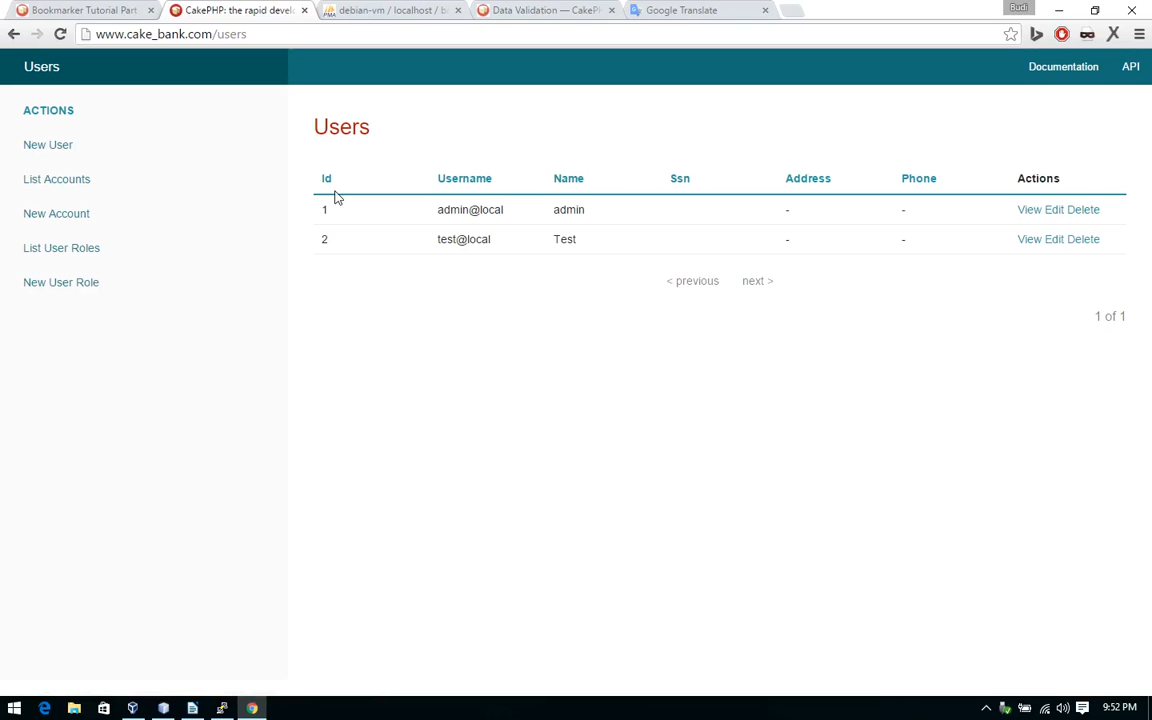 Bookmarker Tutorial Part
CakePHP: the rapid develo
debian-vm / localhost / b
Data Validation — CakePH
Google Translate
Budi
www.cake_bank.com/users
Users
Documentation API
ACTIONS
New User
List Accounts
New Account
List User Roles
New User Role
Users
Id Username Name Ssn Address Phone Actions
1 admin@local admin - - View Edit Delete
2 test@local Test - - View Edit Delete
< previous next >
1 of 1
9:52 PM